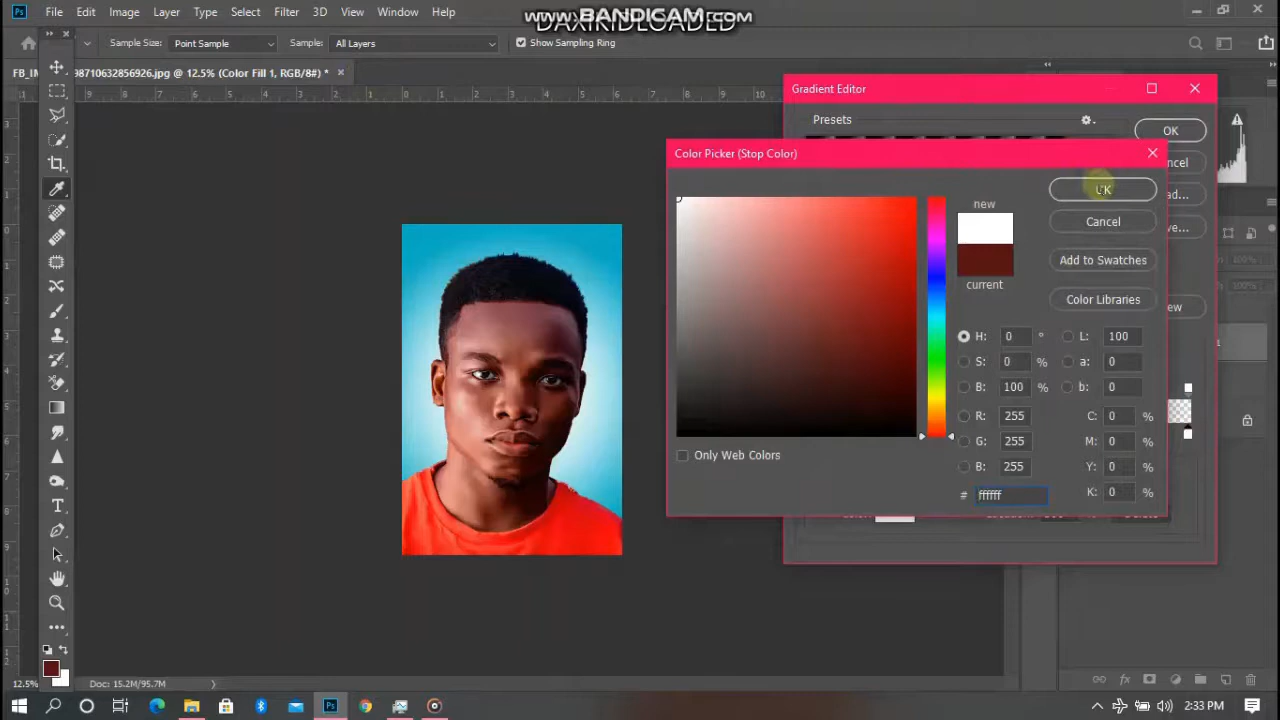 www.BANDICAM.com
DAXIRIDLOADED
Ps File Edit Image Layer Type Select Filter 3D View Window Help
Sample Size: Point Sample Sample: All Layers Show Sampling Ring
98710632856926.jpg @ 12.5% (Color Fill 1, RGB/8#) *
Gradient Editor
Presets
OK
Color Picker (Stop Color)
OK
Cancel
Add to Swatches
Color Libraries
new
current
H: 0 °
S: 0 %
B: 100 %
R: 255
G: 255
B: 255
# ffffff
L: 100
a: 0
b: 0
C: 0 %
M: 0 %
Y: 0 %
K: 0 %
Only Web Colors
12.5% Doc: 15.2M/95.7M
2:33 PM